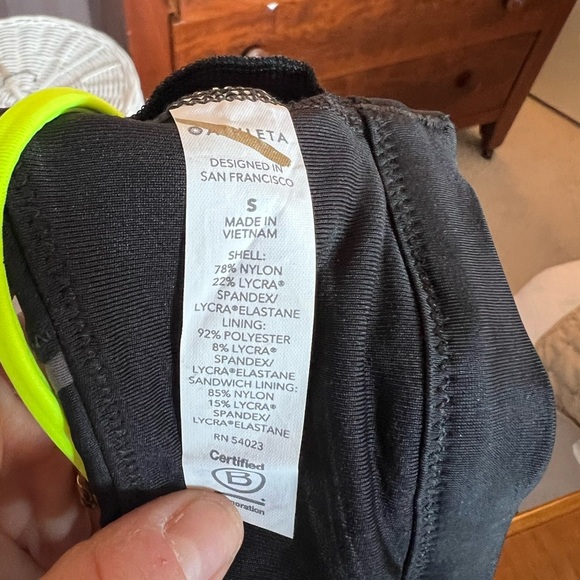 ATHLETA
DESIGNED IN
SAN FRANCISCO
S
MADE IN
VIETNAM
SHELL:
78% NYLON
22% LYCRA®
SPANDEX/
LYCRA®ELASTANE
LINING:
92% POLYESTER
8% LYCRA®
SPANDEX/
LYCRA®ELASTANE
SANDWICH LINING:
85% NYLON
15% LYCRA®
SPANDEX/
LYCRA®ELASTANE
RN 54023
Certified
B